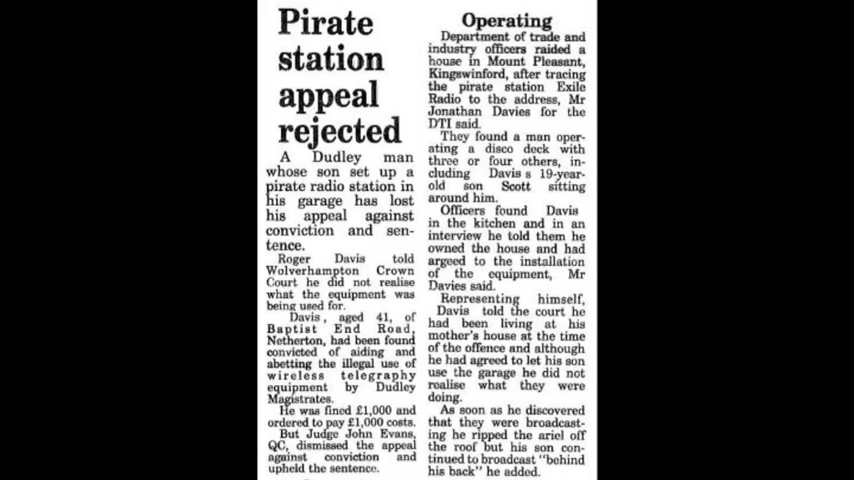 Pirate
station
appeal
rejected
A Dudley man
whose son set up a
pirate radio station in
his garage has lost
his appeal against
conviction and sen-
tence.
Roger Davis told
Wolverhampton Crown
Court he did not realise
what the equipment was
being used for.
Davis, aged 41, of
Baptist End Road,
Netherton, had been found
convicted of aiding and
abetting the illegal use of
wireless telegraphy
equipment by Dudley
Magistrates.
He was fined £1,000 and
ordered to pay £1,000 costs.
But Judge John Evans,
QC, dismissed the appeal
against conviction and
upheld the sentence.
Operating
Department of trade and
industry officers raided a
house in Mount Pleasant,
Kingswinford, after tracing
the pirate station Exile
Radio to the address, Mr
Jonathan Davies for the
DTI said.
They found a man oper-
ating a disco deck with
three or four others, in-
cluding Davis s 19-year-
old son Scott sitting
around him.
Officers found Davis
in the kitchen and in an
interview he told them he
owned the house and had
argeed to the installation
of the equipment, Mr
Davies said.
Representing himself,
Davis told the court he
had been living at his
mother's house at the time
of the offence and although
he had agreed to let his son
use the garage he did not
realise what they were
doing.
As soon as he discovered
that they were broadcast-
ing he ripped the ariel off
the roof but his son con-
tinued to broadcast "behind
his back" he added.